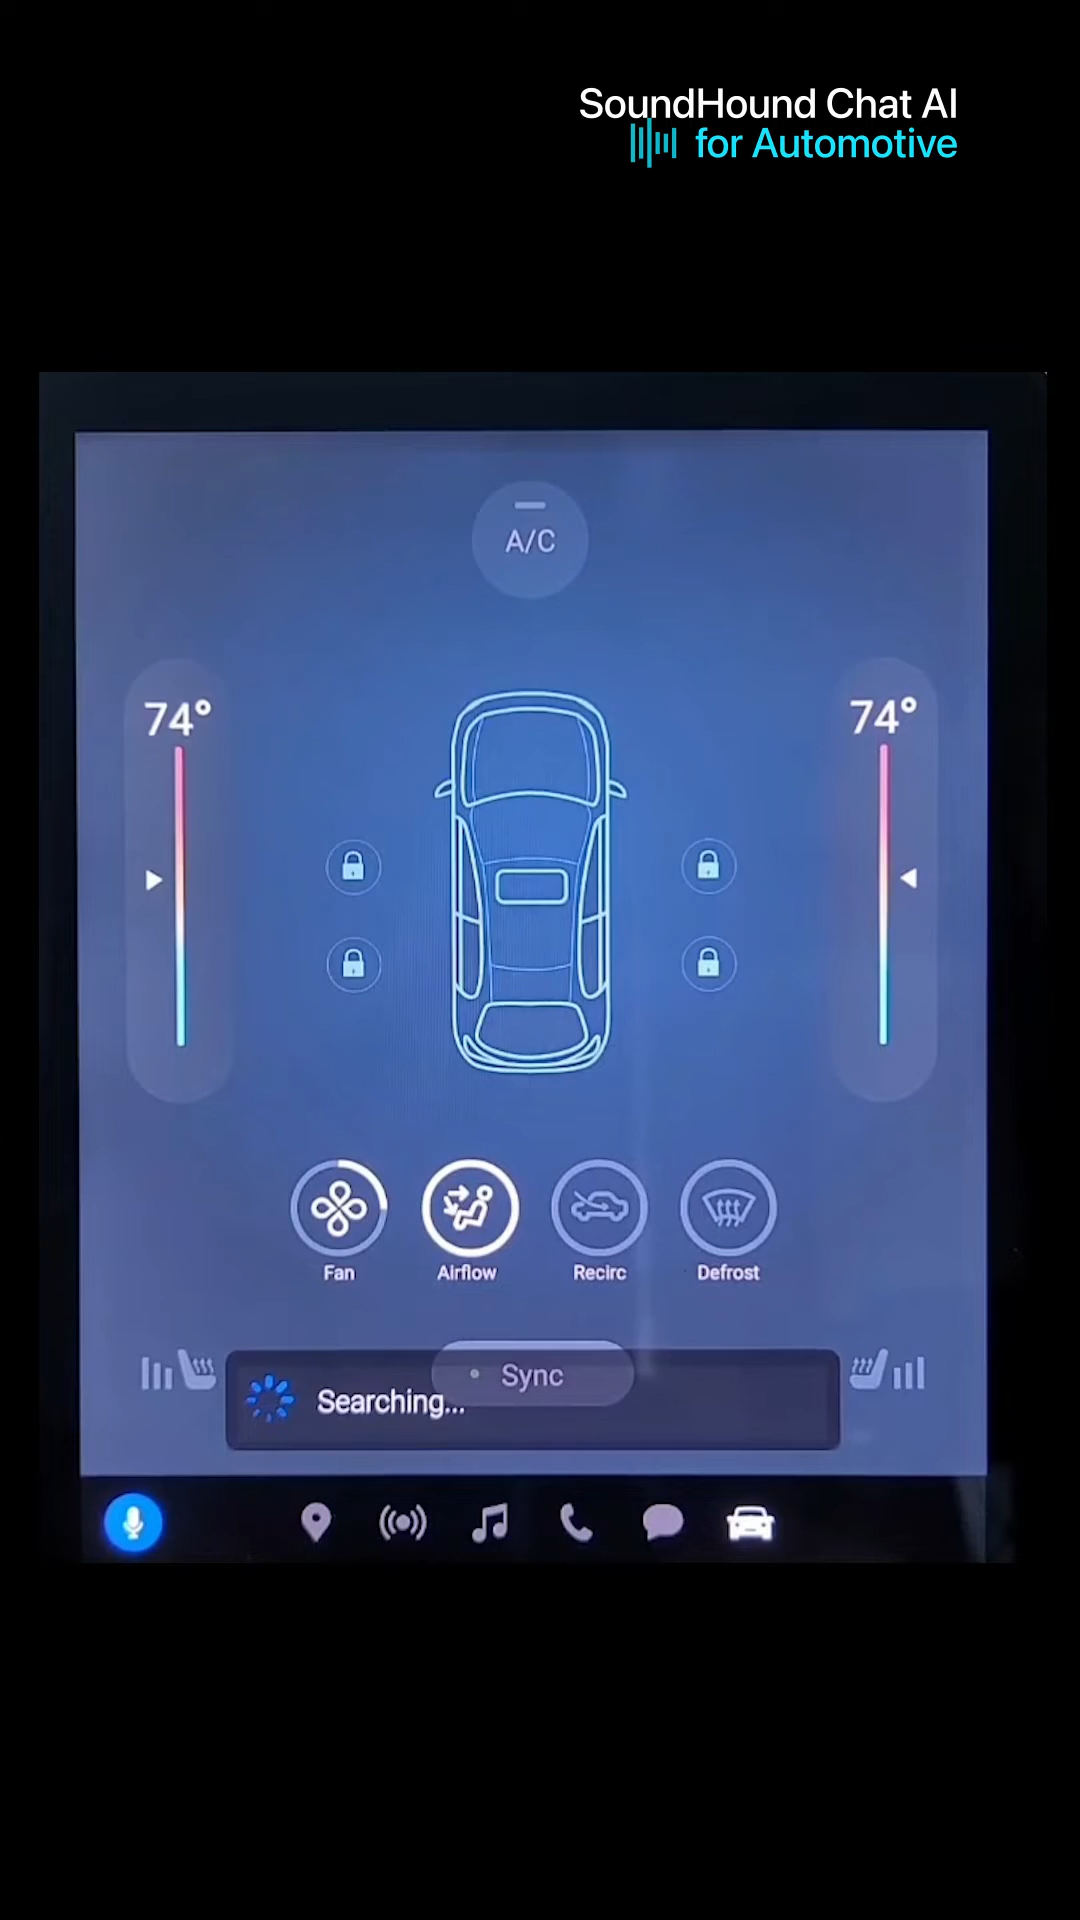 SoundHound Chat AI
for Automotive
A/C
74°
74°
Fan
Airflow
Recirc
Defrost
Sync
Searching...